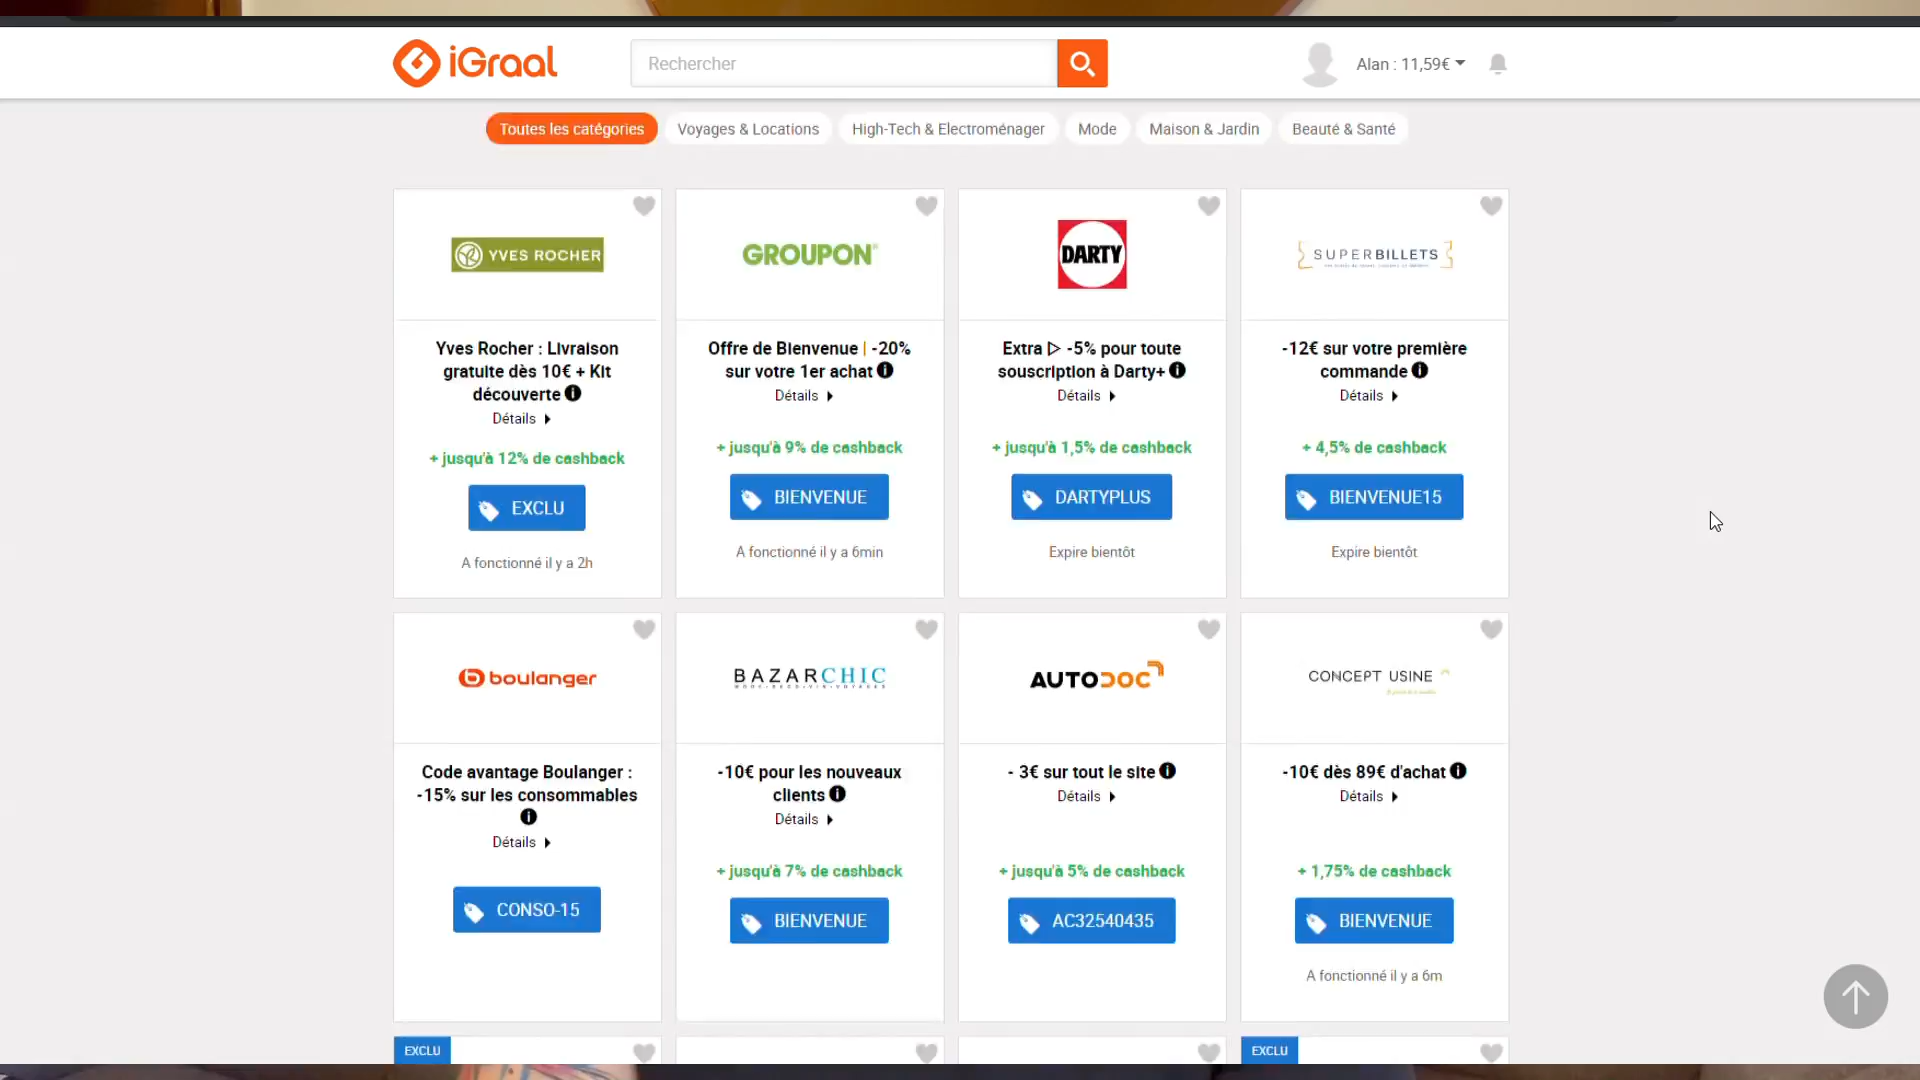 iGraal
Rechercher
Alan : 11,59€
Toutes les catégories
Voyages & Locations
High-Tech & Electroménager
Mode
Maison & Jardin
Beauté & Santé
YVES ROCHER
Yves Rocher : Livraison
gratuite dès 10€ + Kit
découverte
Détails
+ jusqu'à 12% de cashback
EXCLU
A fonctionné il y a 2h
GROUPON
Offre de Bienvenue | -20%
sur votre 1er achat
Détails
+ jusqu'à 9% de cashback
BIENVENUE
A fonctionné il y a 6min
DARTY
Extra ▷ -5% pour toute
souscription à Darty+
Détails
+ jusqu'à 1,5% de cashback
DARTYPLUS
Expire bientôt
SUPERBILLETS
-12€ sur votre première
commande
Détails
+ 4,5% de cashback
BIENVENUE15
Expire bientôt
boulanger
Code avantage Boulanger :
-15% sur les consommables
Détails
CONSO-15
BAZARCHIC
-10€ pour les nouveaux
clients
Détails
+ jusqu'à 7% de cashback
BIENVENUE
AUTODOC
- 3€ sur tout le site
Détails
+ jusqu'à 5% de cashback
AC32540435
CONCEPT USINE
-10€ dès 89€ d'achat
Détails
+ 1,75% de cashback
BIENVENUE
A fonctionné il y a 6m
EXCLU
EXCLU